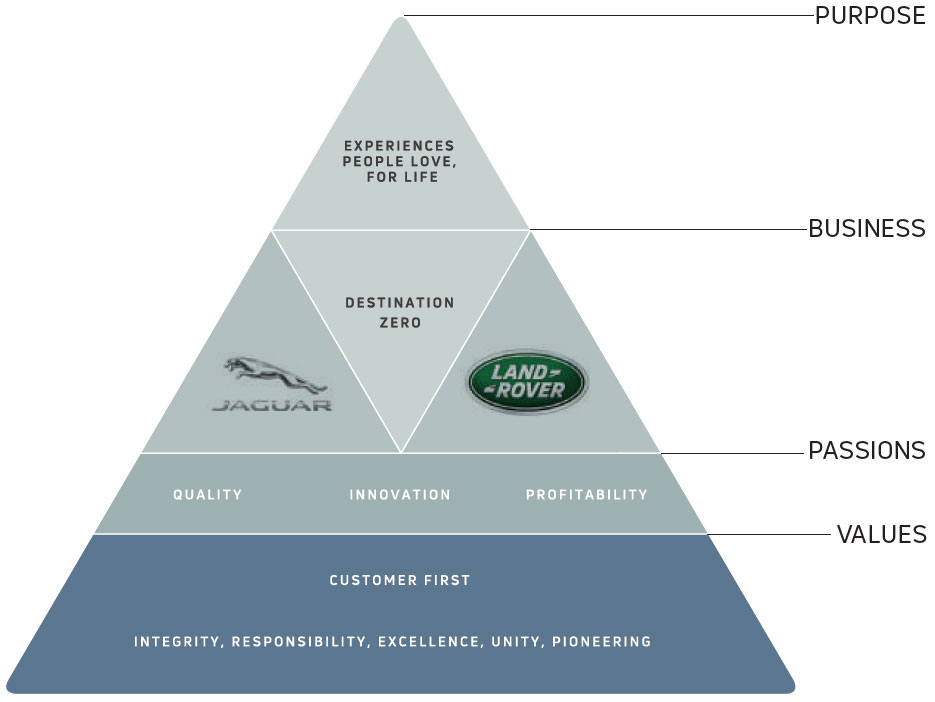 PURPOSE
EXPERIENCES
PEOPLE LOVE,
FOR LIFE
BUSINESS
DESTINATION
ZERO
JAGUAR
LAND
ROVER
PASSIONS
QUALITY INNOVATION PROFITABILITY
VALUES
CUSTOMER FIRST
INTEGRITY, RESPONSIBILITY, EXCELLENCE, UNITY, PIONEERING